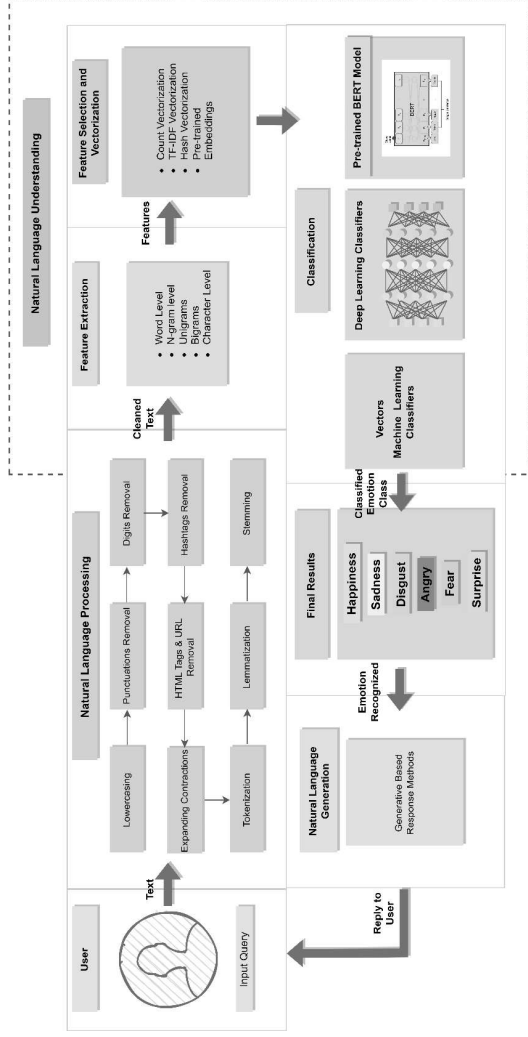 Natural Language Understanding
User
Input Query
Text
Natural Language Processing
Lowercasing
Punctuations Removal
Digits Removal
Hashtags Removal
HTML Tags & URL
Removal
Expanding Contractions
Tokenization
Lemmatization
Stemming
Cleaned
Text
Feature Extraction
• Word Level
• N-gram level
• Unigrams
• Bigrams
• Character Level
Features
Feature Selection and
Vectorization
• Count Vectorization
• TF-IDF Vectorization
• Hash Vectorization
• Pre-trained
• Embeddings
Classification
Pre-trained BERT Model
BERT
Deep Learning Classifiers
Vectors
Machine Learning
Classifiers
Classified
Emotion
Class
Final Results
Happiness
Sadness
Disgust
Angry
Fear
Surprise
Emotion
Recognized
Natural Language
Generation
Generative Based
Response Methods
Reply to
User